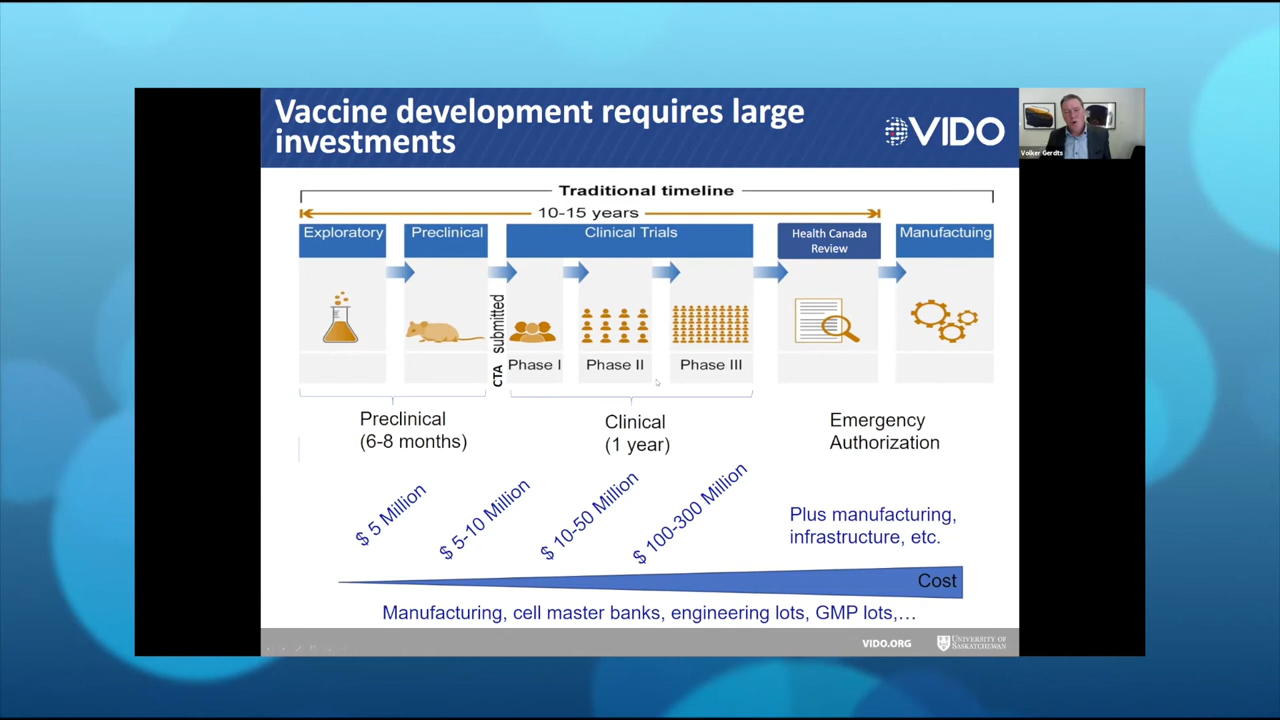 Vaccine development requires large
investments
VIDO
Volker Gerdts
Traditional timeline
10-15 years
Exploratory
Preclinical
Clinical Trials
Health Canada
Review
Manufactuing
CTA submitted
Phase I
Phase II
Phase III
Preclinical
(6-8 months)
Clinical
(1 year)
Emergency
Authorization
$ 5 Million
$ 5-10 Million
$ 10-50 Million
$ 100-300 Million
Plus manufacturing,
infrastructure, etc.
Cost
Manufacturing, cell master banks, engineering lots, GMP lots,...
VIDO.ORG
UNIVERSITY OF
SASKATCHEWAN